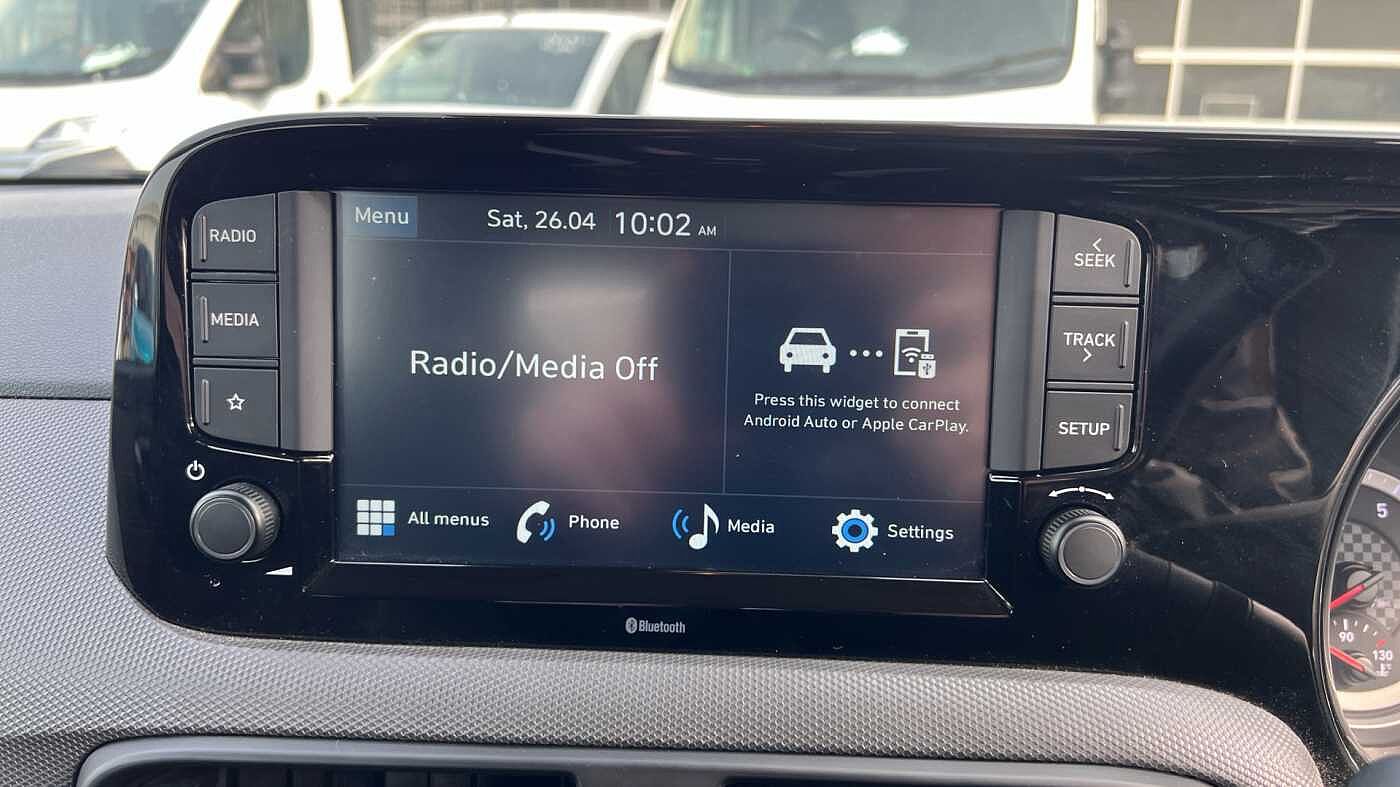 RADIO
MEDIA
Menu
Sat, 26.04 10:02 AM
Radio/Media Off
Press this widget to connect
Android Auto or Apple CarPlay.
All menus
Phone
Media
Settings
SEEK
TRACK
SETUP
Bluetooth
5
90
130